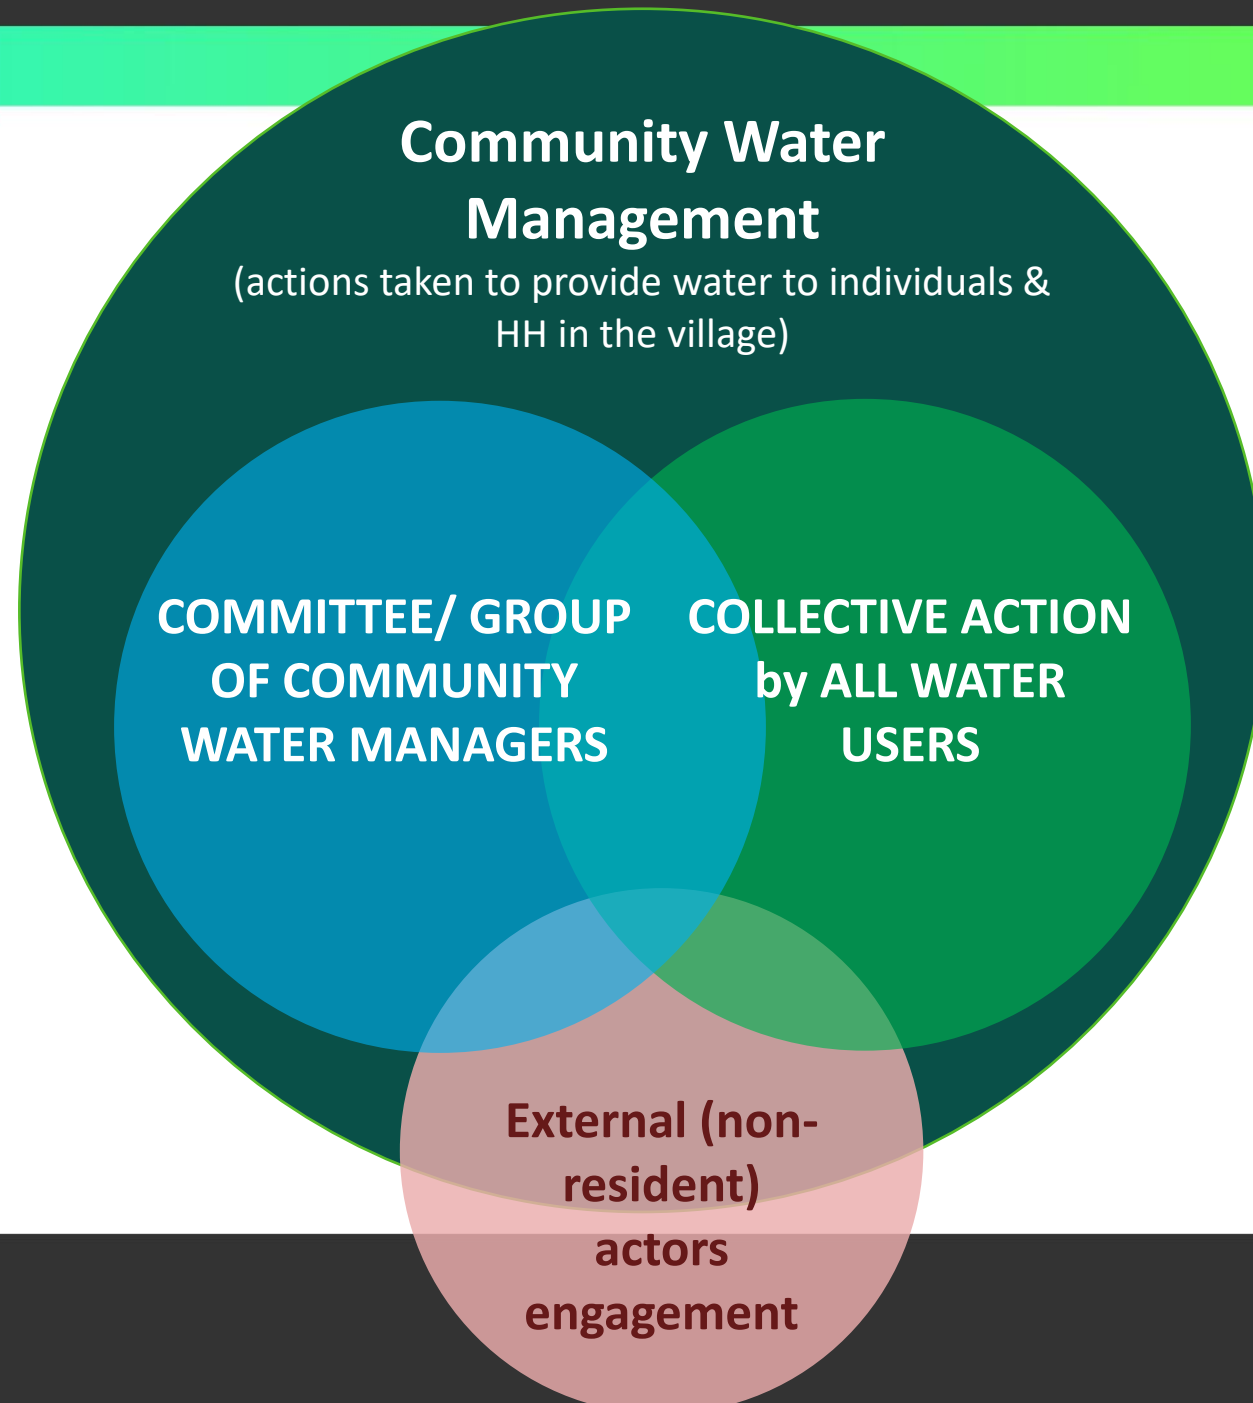 Community Water
Management
(actions taken to provide water to individuals &
HH in the village)
COMMITTEE/ GROUP
OF COMMUNITY
WATER MANAGERS
COLLECTIVE ACTION
by ALL WATER
USERS
External (non-
resident)
actors
engagement